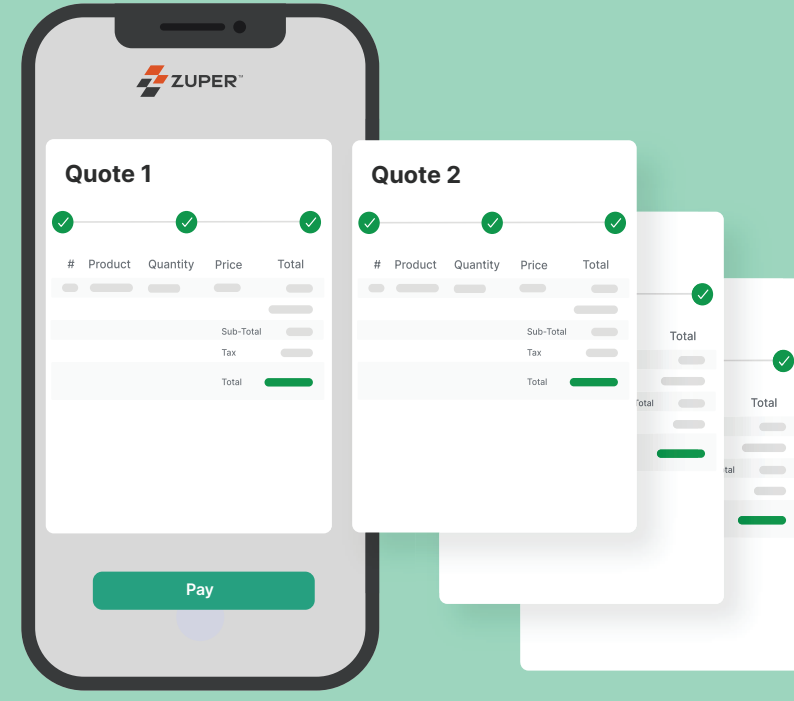 ZUPER™
Quote 1
# Product Quantity Price Total
Sub-Total
Tax
Total
Pay
Quote 2
# Product Quantity Price Total
Sub-Total
Tax
Total
Total
Total
Total